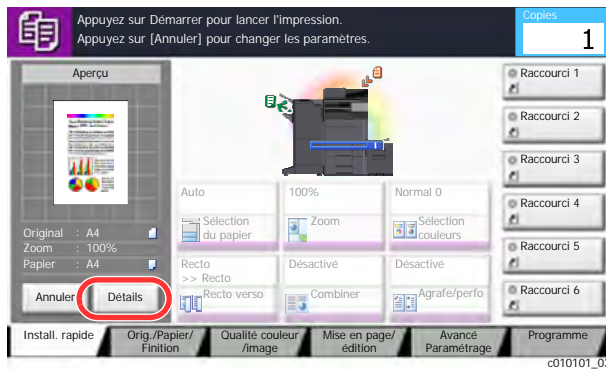 Appuyez sur Démarrer pour lancer l'impression.
Appuyez sur [Annuler] pour changer les paramètres.
Copies
1
Aperçu
Original : A4
Zoom : 100%
Papier : A4
Annuler
Détails
Auto
Sélection
du papier
100%
Zoom
Normal 0
Sélection
couleurs
Recto
>> Recto
Recto verso
Désactivé
Combiner
Désactivé
Agrafe/perfo
Raccourci 1
Raccourci 2
Raccourci 3
Raccourci 4
Raccourci 5
Raccourci 6
Install. rapide
Orig./Papier/
Finition
Qualité couleur
/image
Mise en page/
édition
Avancé
Paramétrage
Programme
c010101_03